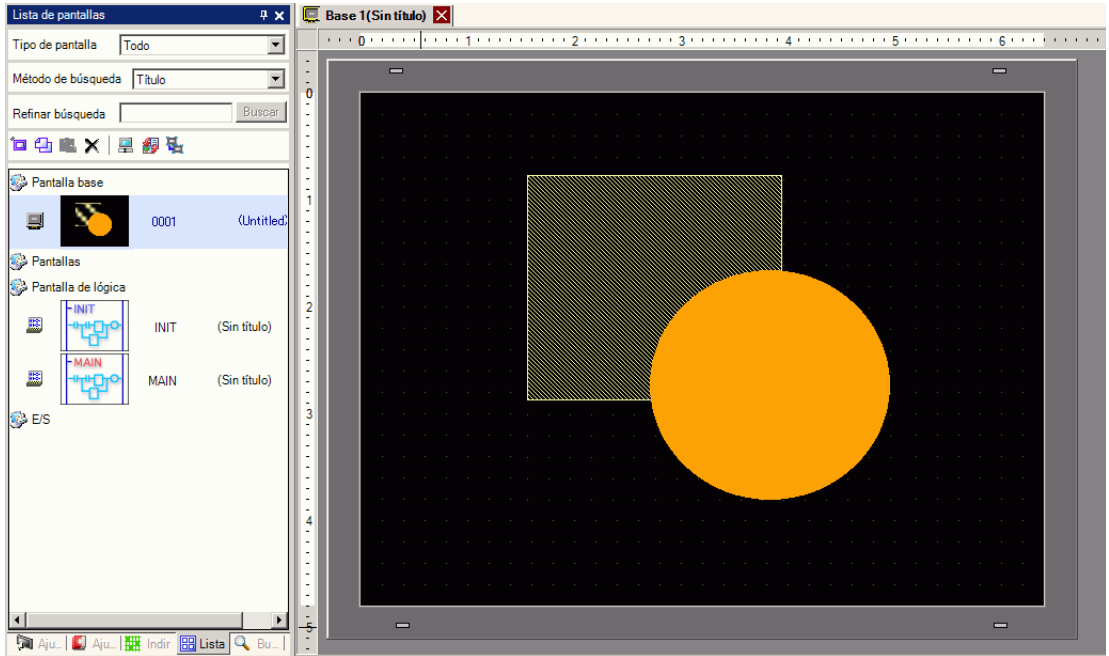 Lista de pantallas
Tipo de pantalla Todo
Método de búsqueda Título
Refinar búsqueda Buscar
Pantalla base
0001 (Untitled)
Pantallas
Pantalla de lógica
INIT
INIT (Sin título)
MAIN
MAIN (Sin título)
E/S
Aju... Aju... Indir Lista Bu...
Base 1(Sin título)
0 1 2 3 4 5 6
0
1
2
3
4
5